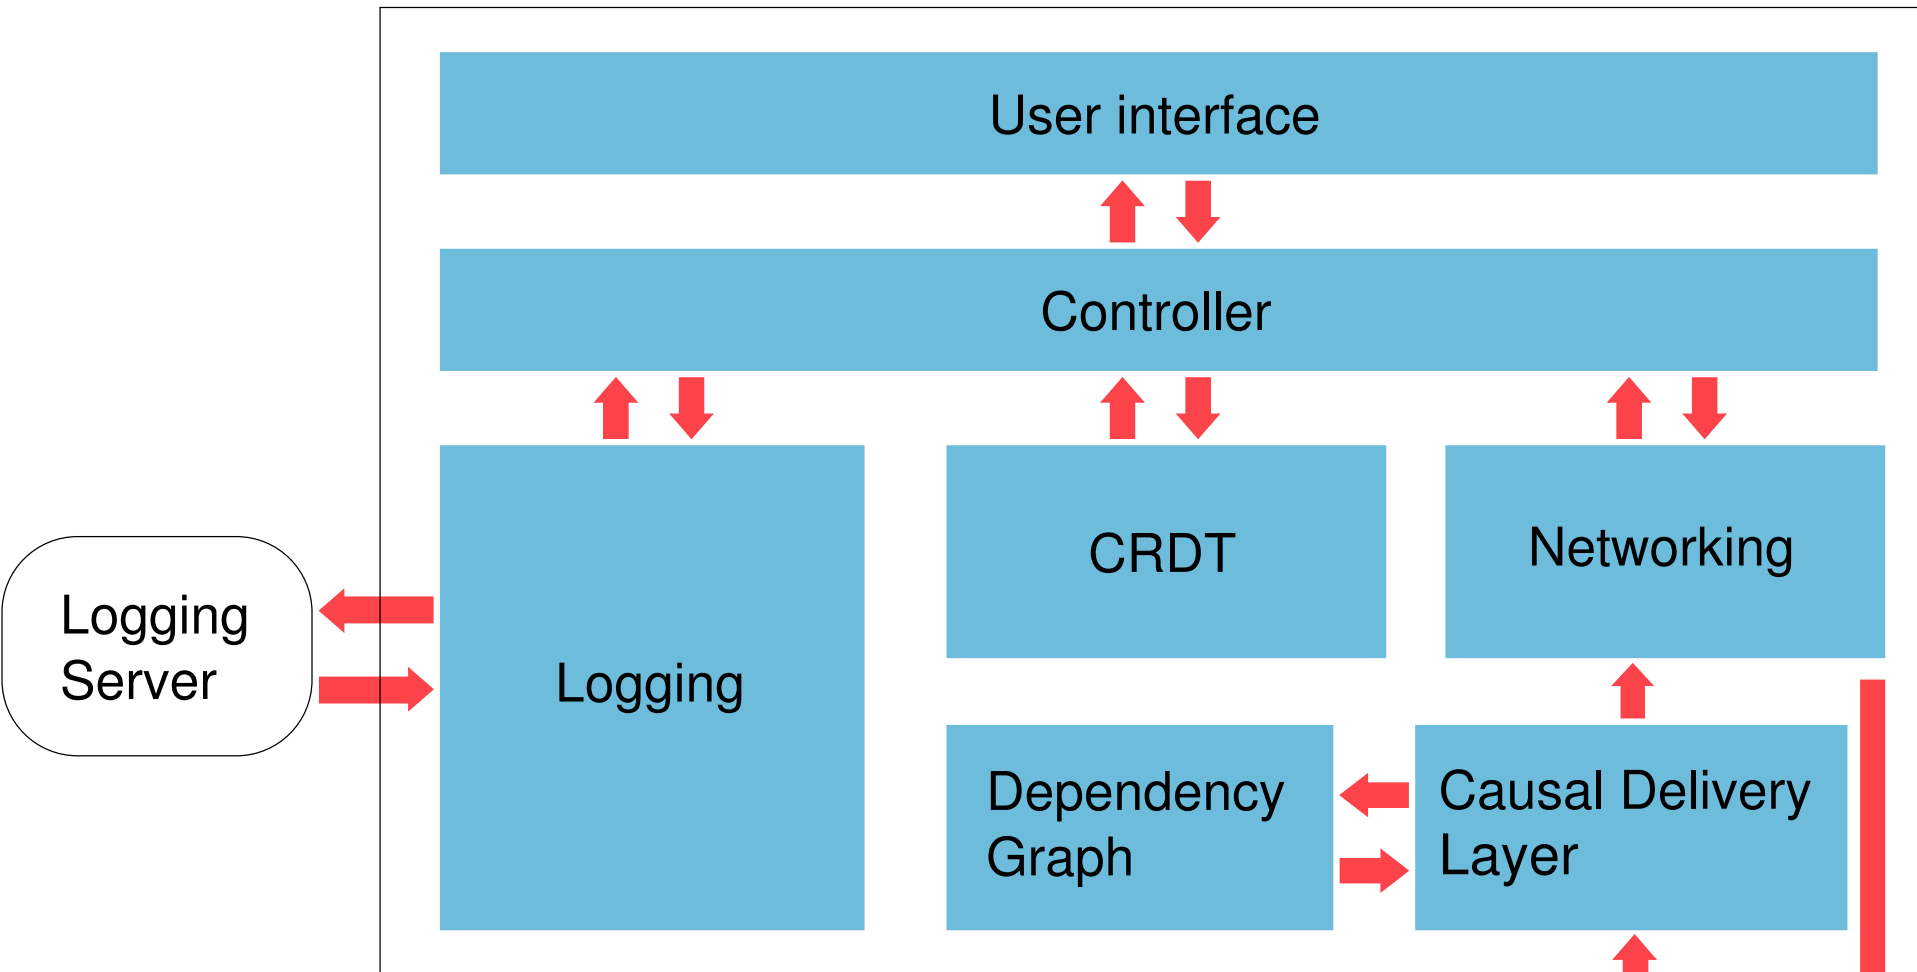 User interface
Controller
CRDT
Networking
Logging
Server
Logging
Dependency
Graph
Causal Delivery
Layer